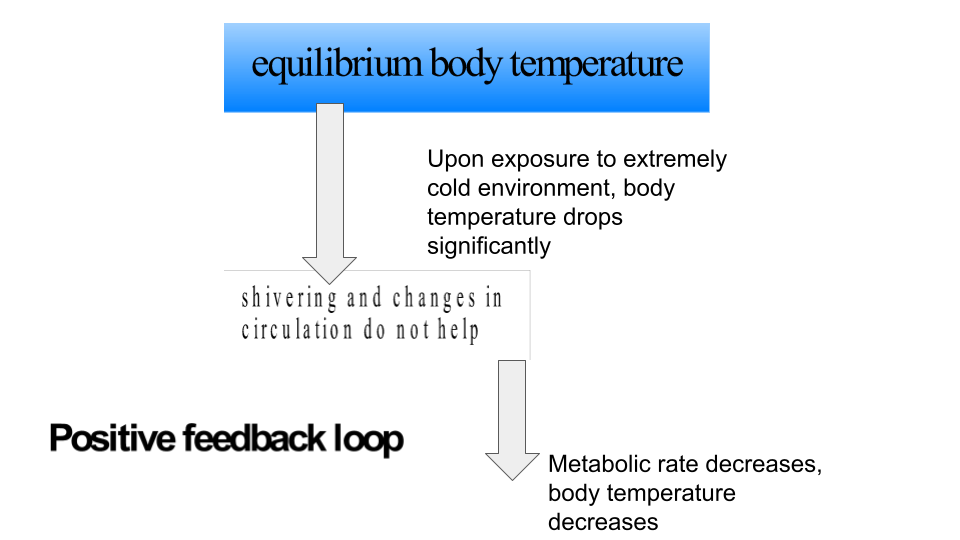 equilibrium body temperature
Upon exposure to extremely
cold environment, body
temperature drops
significantly
shivering and changes in
circulation do not help
Positive feedback loop
Metabolic rate decreases,
body temperature
decreases